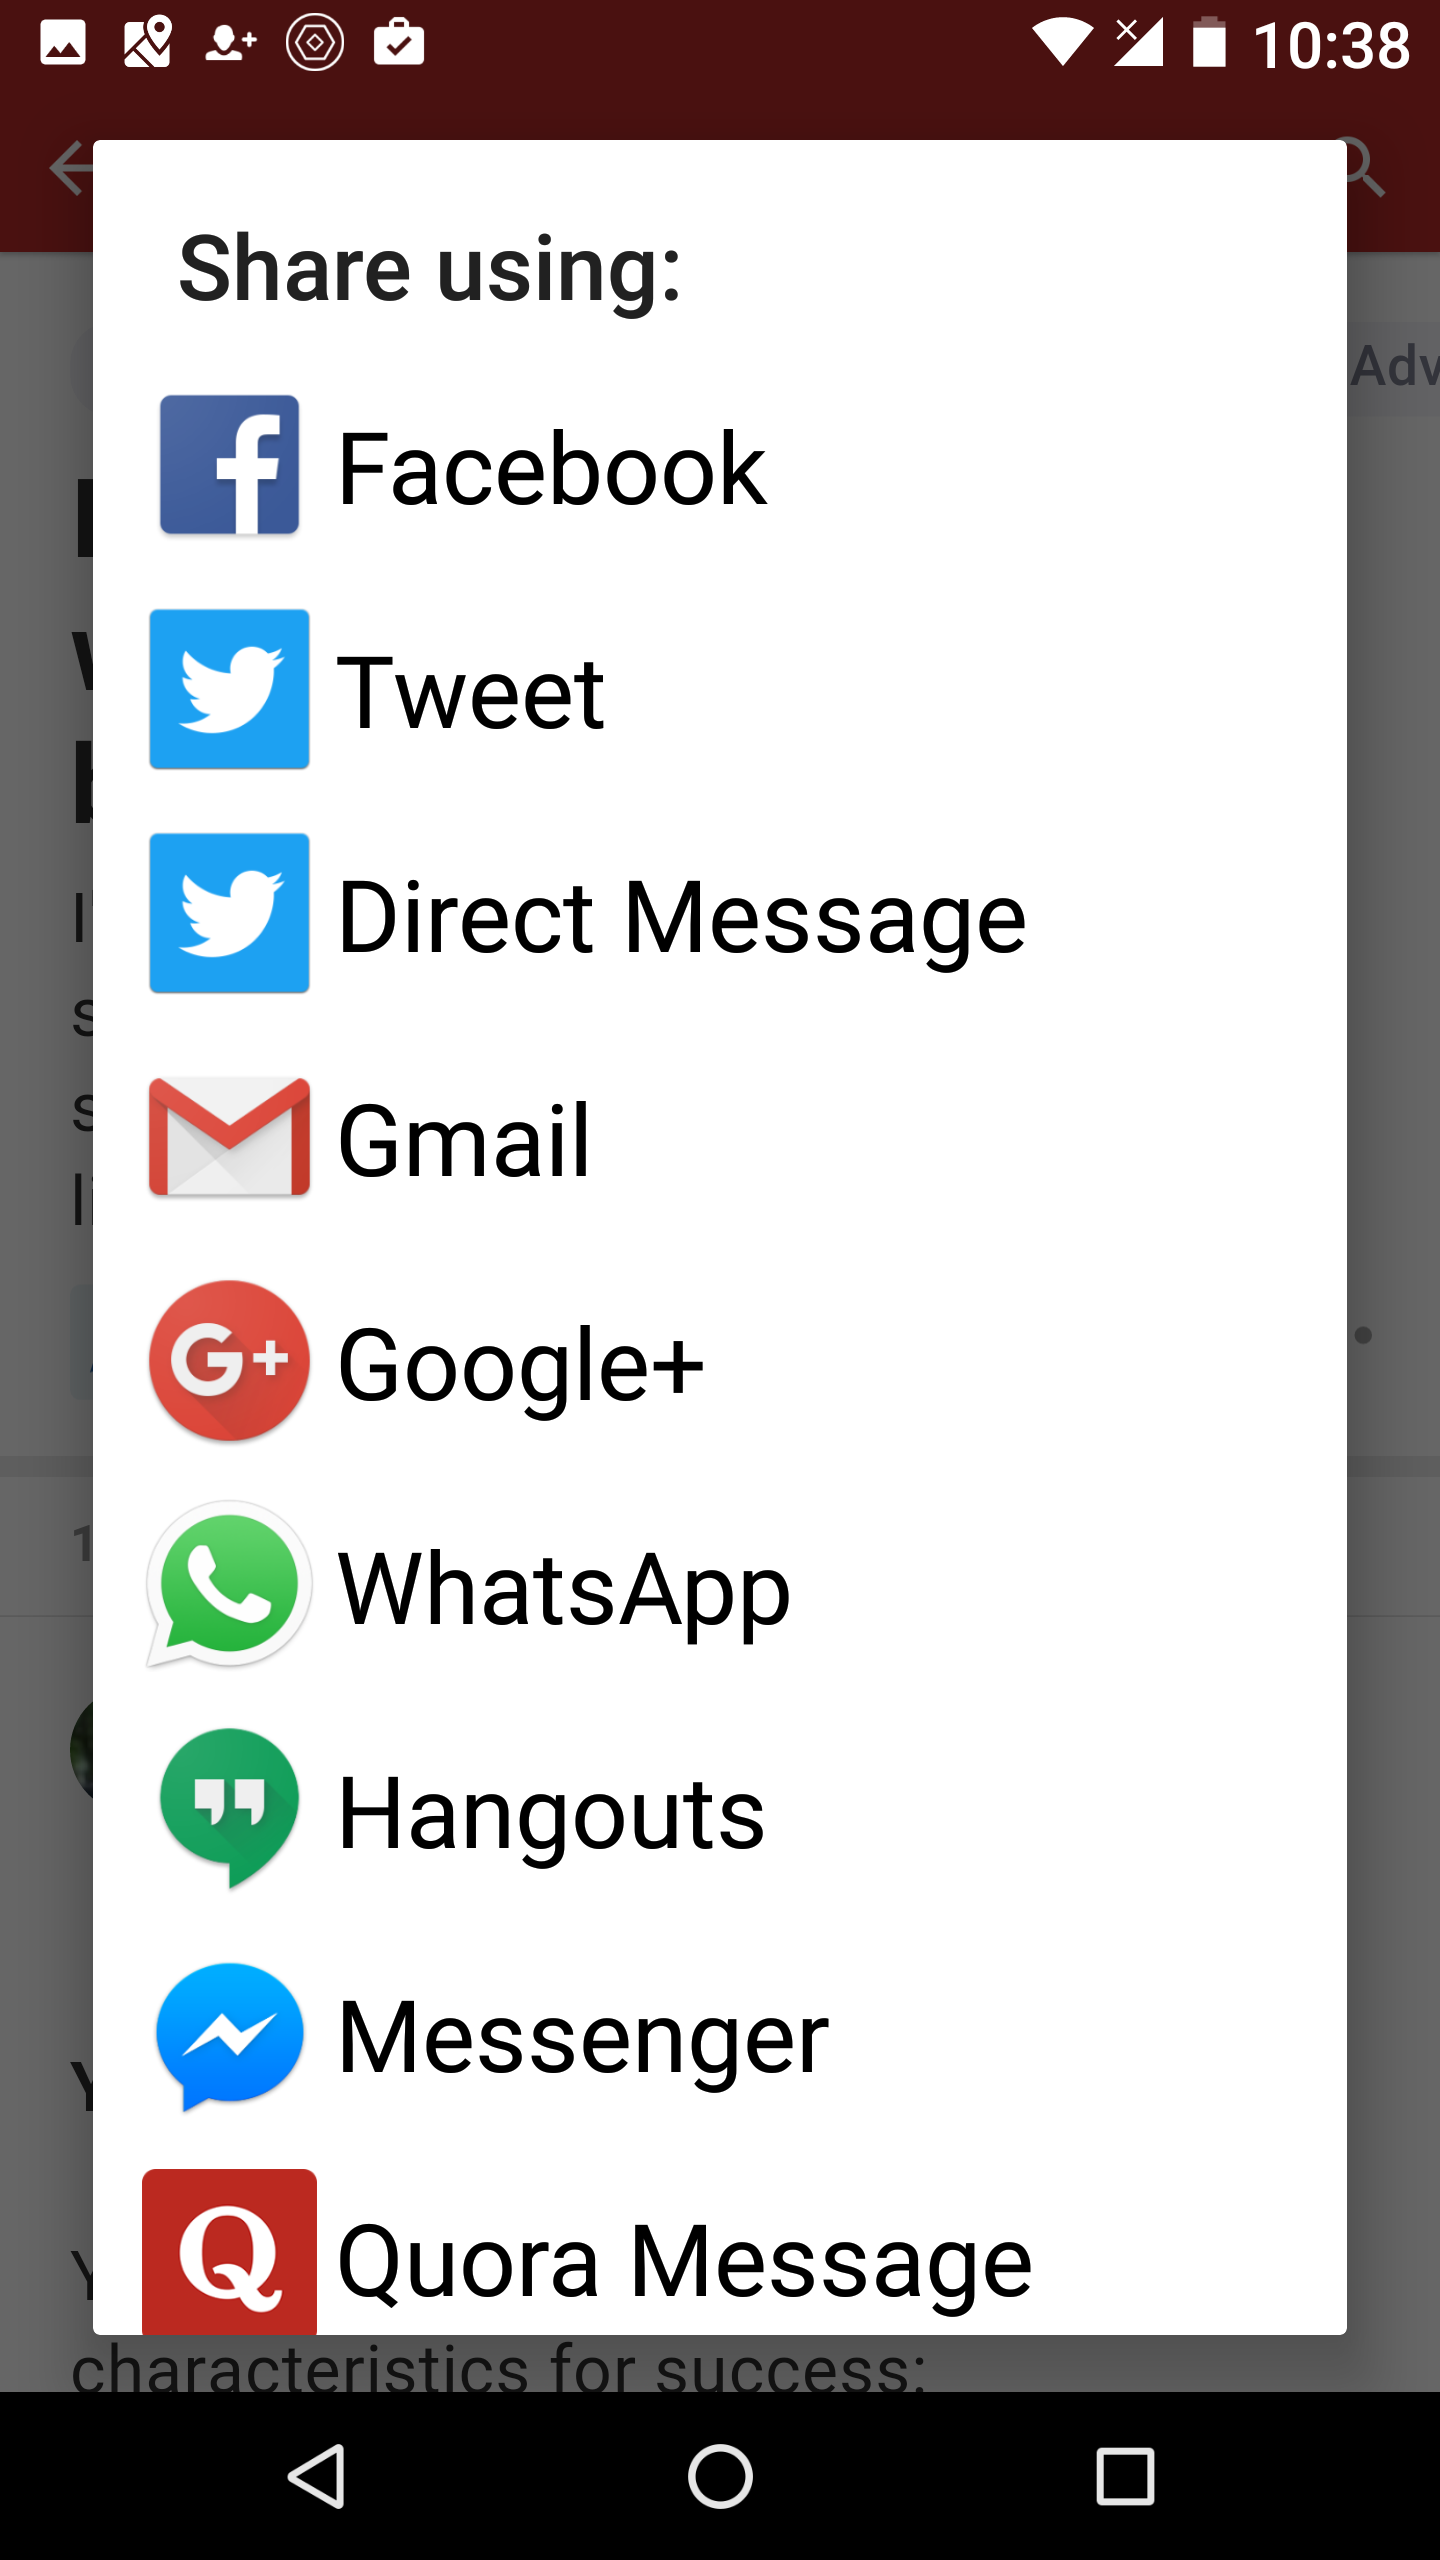 10:38
Share using:
Adv
Facebook
Tweet
Direct Message
Gmail
Google+
WhatsApp
Hangouts
Messenger
Quora Message
characteristics for success: